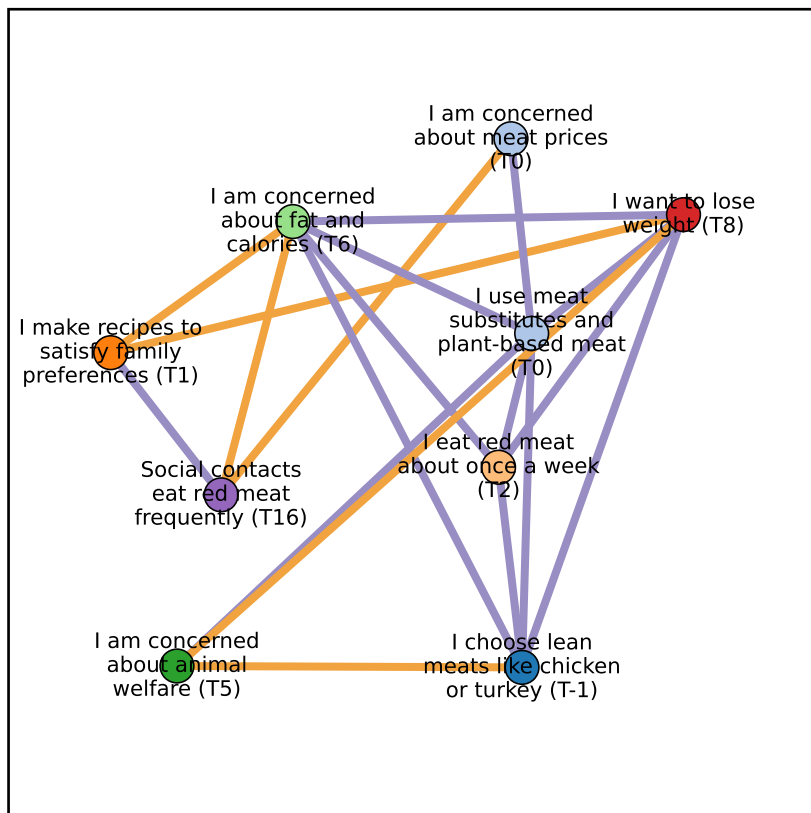 I am concerned
about meat prices
(T0)
I am concerned
about fat and
calories (T6)
I want to lose
weight (T8)
I use meat
substitutes and
plant-based meat
(T0)
I make recipes to
satisfy family
preferences (T1)
I eat red meat
about once a week
(T2)
Social contacts
eat red meat
frequently (T16)
I am concerned
about animal
welfare (T5)
I choose lean
meats like chicken
or turkey (T-1)